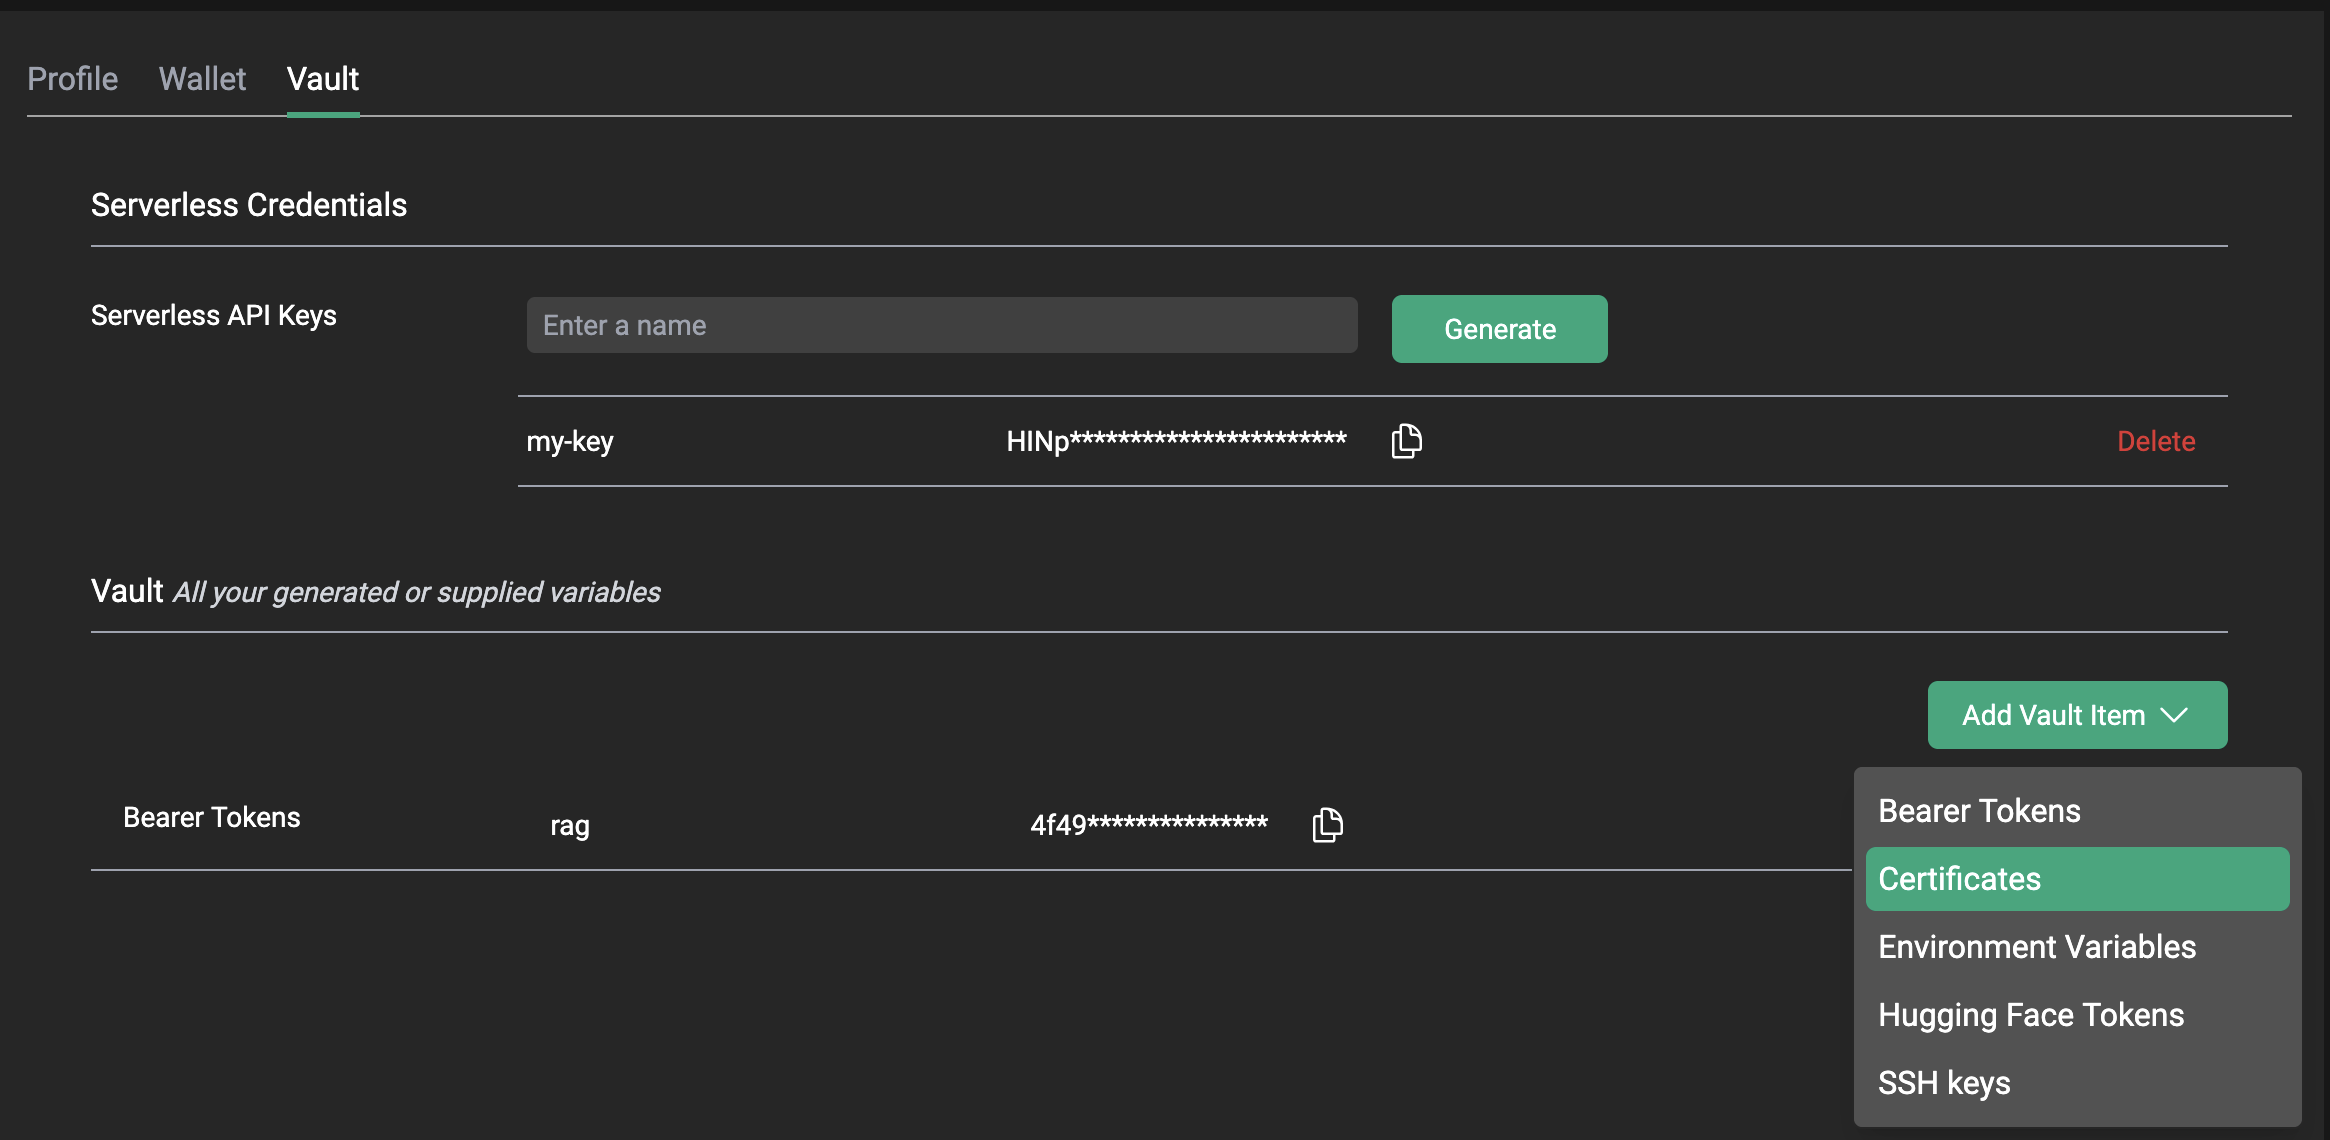 Profile Wallet Vault
Serverless Credentials
Serverless API Keys Enter a name Generate
my-key HINp*********************** Delete
Vault All your generated or supplied variables
Add Vault Item
Bearer Tokens rag 4f49***************
Bearer Tokens
Certificates
Environment Variables
Hugging Face Tokens
SSH keys